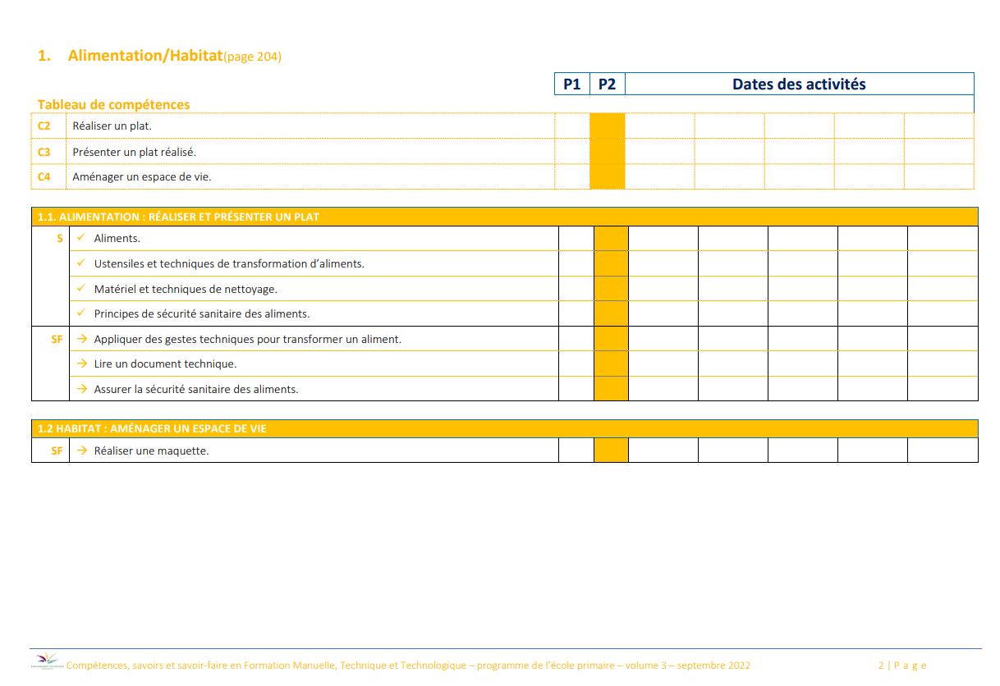 1. Alimentation/Habitat(page 204)
P1 P2 Dates des activités
Tableau de compétences
C2 Réaliser un plat.
C3 Présenter un plat réalisé.
C4 Aménager un espace de vie.
1.1. ALIMENTATION : RÉALISER ET PRÉSENTER UN PLAT
S ✓ Aliments.
✓ Ustensiles et techniques de transformation d’aliments.
✓ Matériel et techniques de nettoyage.
✓ Principes de sécurité sanitaire des aliments.
SF → Appliquer des gestes techniques pour transformer un aliment.
→ Lire un document technique.
→ Assurer la sécurité sanitaire des aliments.
1.2 HABITAT : AMÉNAGER UN ESPACE DE VIE
SF → Réaliser une maquette.
Compétences, savoirs et savoir-faire en Formation Manuelle, Technique et Technologique – programme de l’école primaire – volume 3 – septembre 2022 2 | P a g e